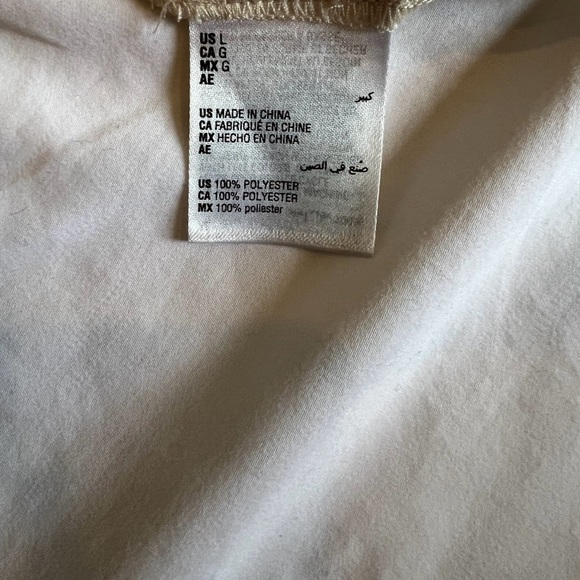 US L
CA G
MX G
AE
كبير
US MADE IN CHINA
CA FABRIQUÉ EN CHINE
MX HECHO EN CHINA
AE
صُنع في الصين
US 100% POLYESTER
CA 100% POLYESTER
MX 100% poliester